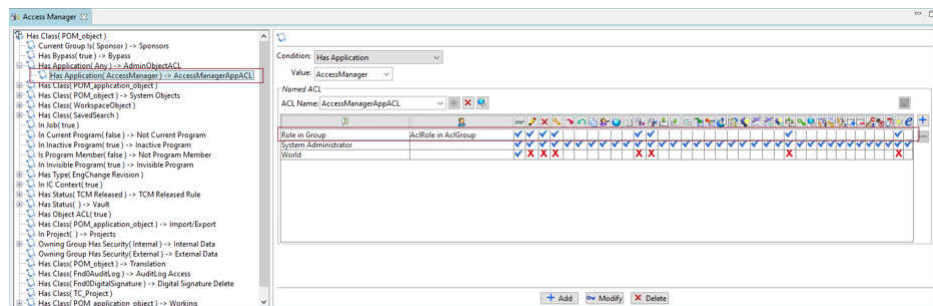 Access Manager
Has Class( POM_object )
Current Group Is( Sponsor ) -> Sponsors
Has Bypass( true ) -> Bypass
Has Application( Any ) -> AdminObjectACL
Has Application( AccessManager ) -> AccessManagerAppACL
Has Class( POM_application_object )
Has Class( POM_object ) -> System Objects
Has Class( WorkspaceObject )
Has Class( SavedSearch )
In Job( true )
In Current Program( false ) -> Not Current Program
In Inactive Program( true ) -> Inactive Program
Is Program Member( false ) -> Not Program Member
In Invisible Program( true ) -> Invisible Program
Has Type( EngChange Revision )
In IC Context( true )
Has Status( TCM Released ) -> TCM Released Rule
Has Status( ) -> Vault
Has Object ACL( true )
Has Class( POM_application_object ) -> Import/Export
In Project( ) -> Projects
Owning Group Has Security( Internal ) -> Internal Data
Owning Group Has Security( External ) -> External Data
Has Class( POM_object ) -> Translation
Has Class( Fnd0AuditLog ) -> AuditLog Access
Has Class( Fnd0DigitalSignature ) -> Digital Signature Delete
Has Class( TC_Project )
Has Class( POM_application_object ) -> Working
Condition: Has Application
Value: AccessManager
Named ACL
ACL Name: AccessManagerAppACL
Role in Group ActRole in ActGroup
System Administrator
World
Add Modify Delete